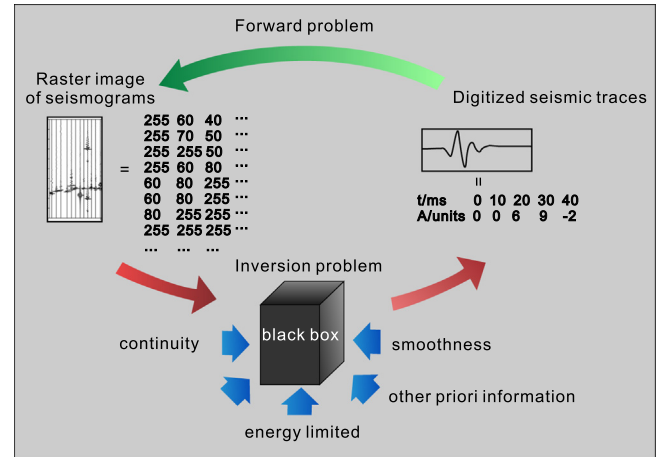 Forward problem
Raster image
of seismograms
Digitized seismic traces
255 60 40 ...
255 70 50 ...
255 255 50 ...
255 60 80 ...
60 80 255 ...
60 80 255 ...
80 255 255 ...
255 255 255 ...
... ... ...
=
=
t/ms 0 10 20 30 40
A/units 0 0 6 9 -2
Inversion problem
black box
continuity
smoothness
other priori information
energy limited